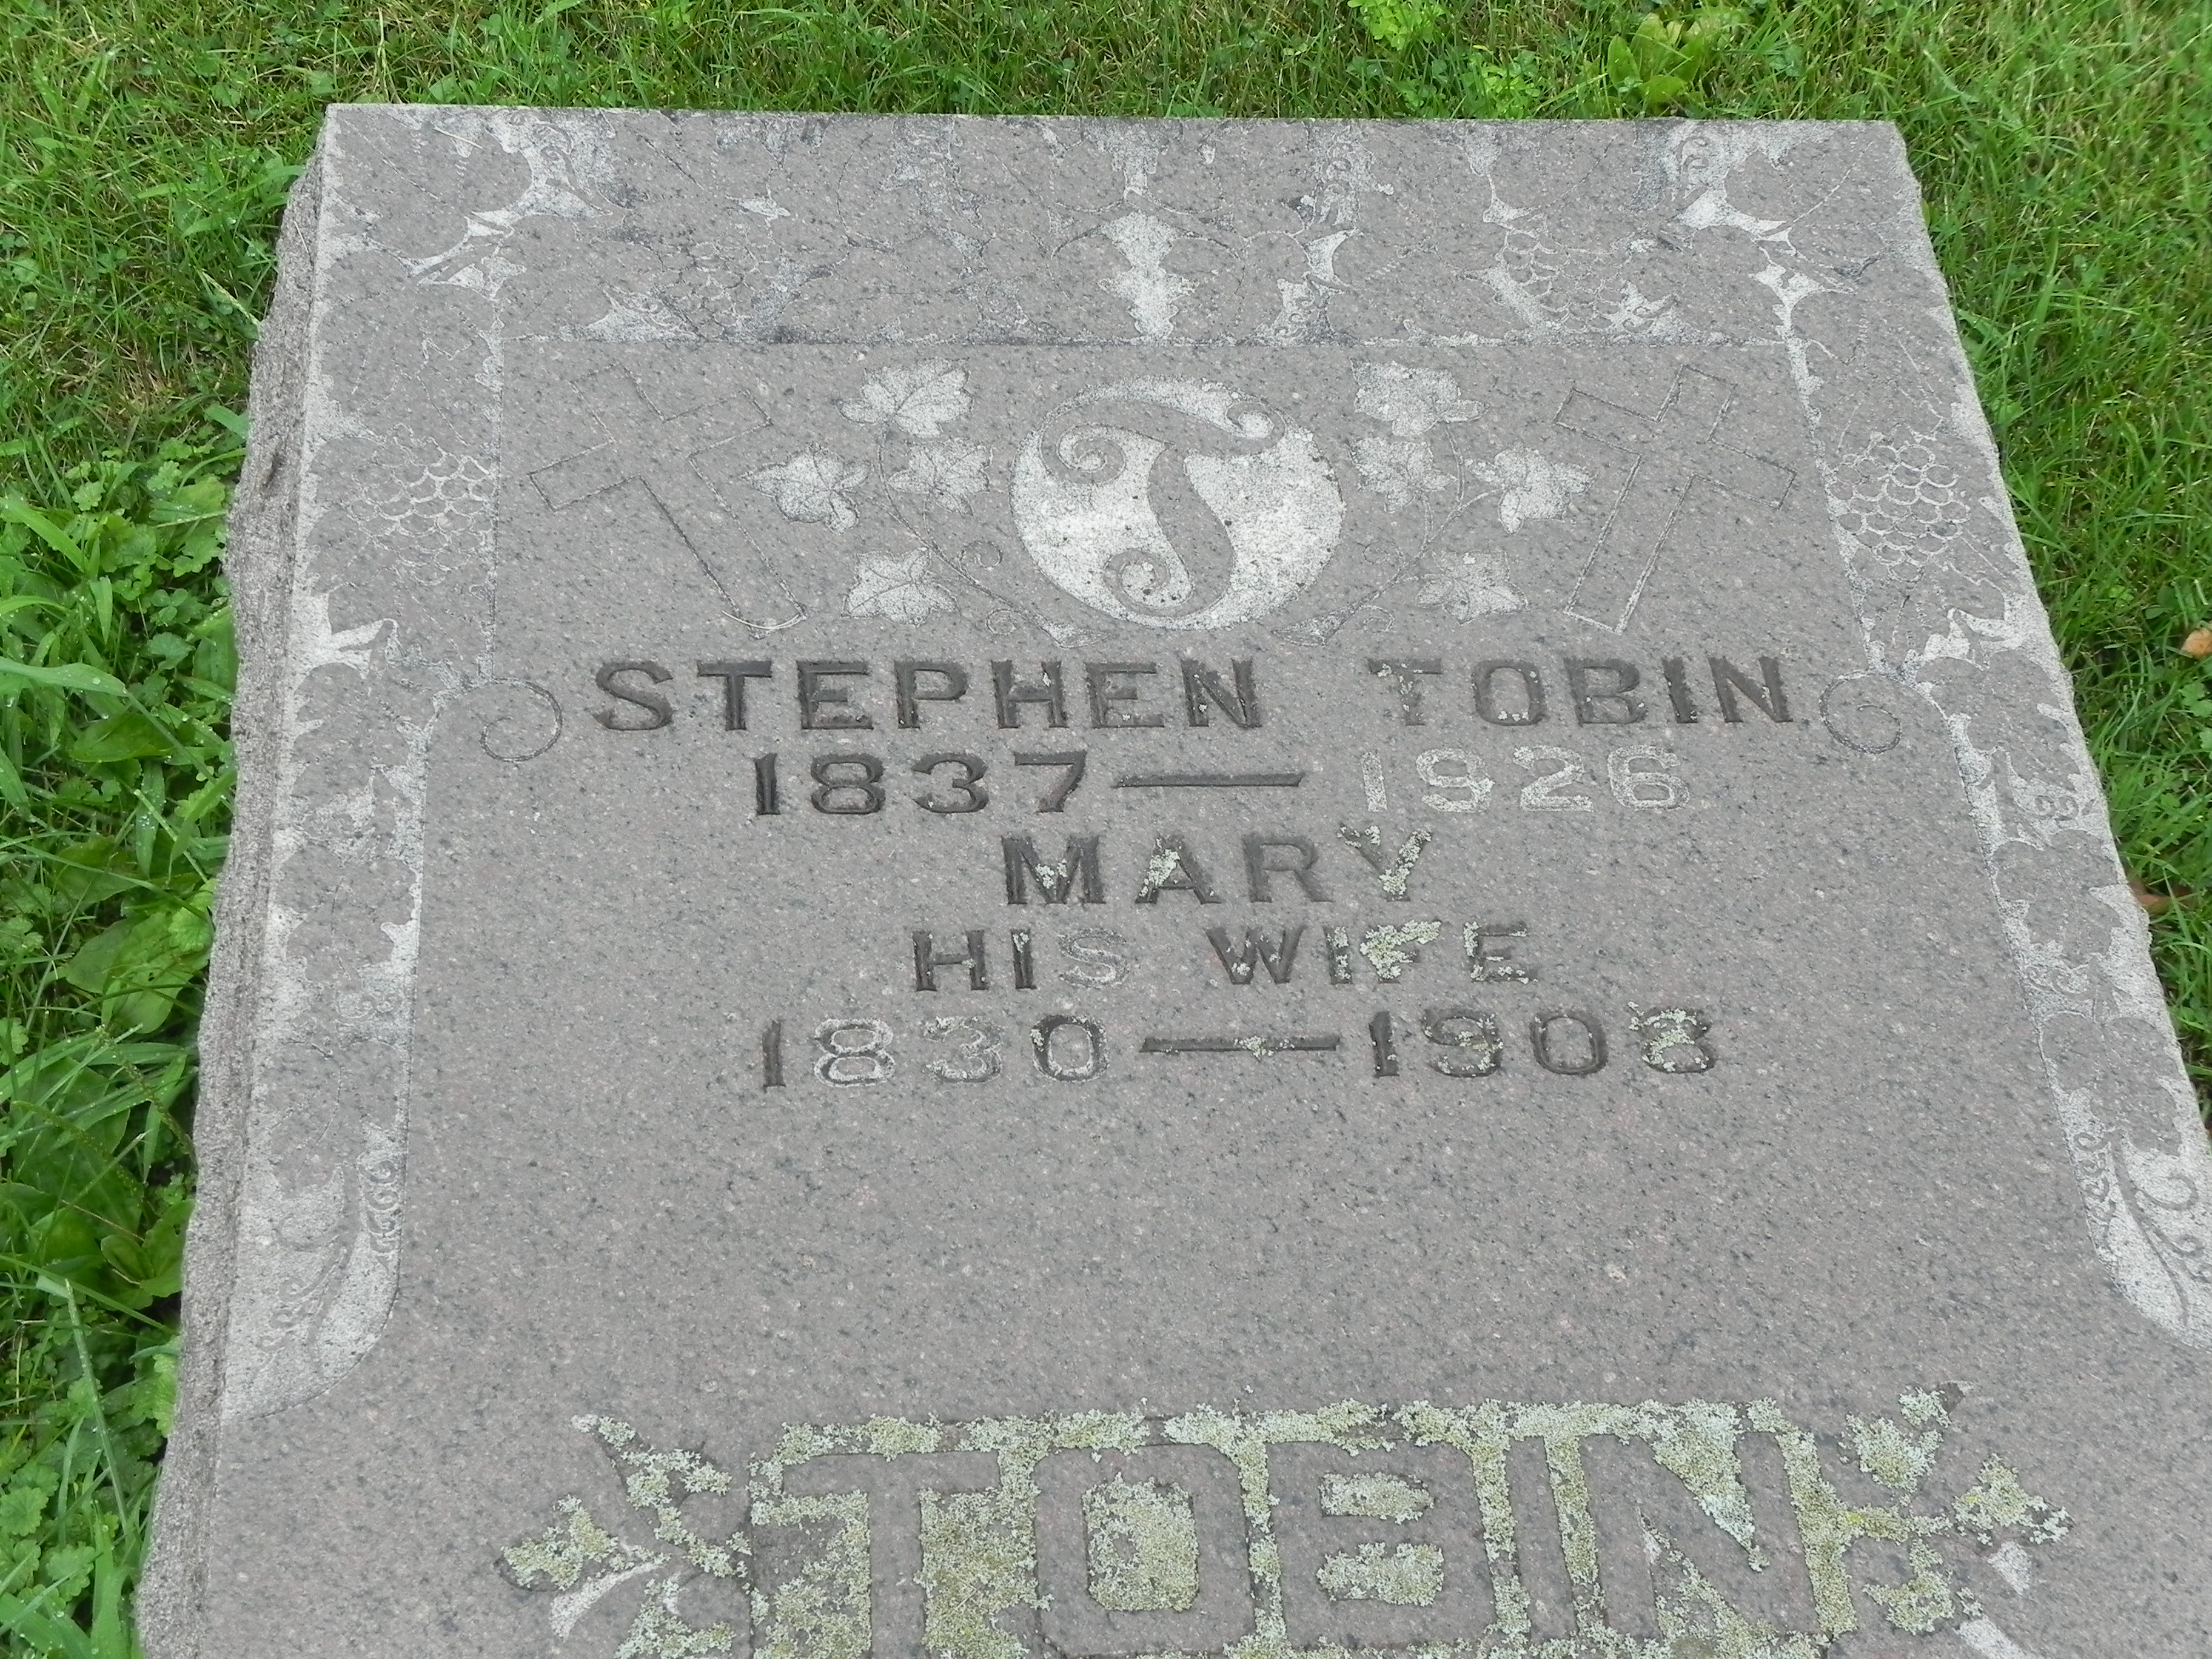 T
STEPHEN TOBIN
1837 — 1926
MARY
HIS WIFE
1830 — 1908
TOBIN